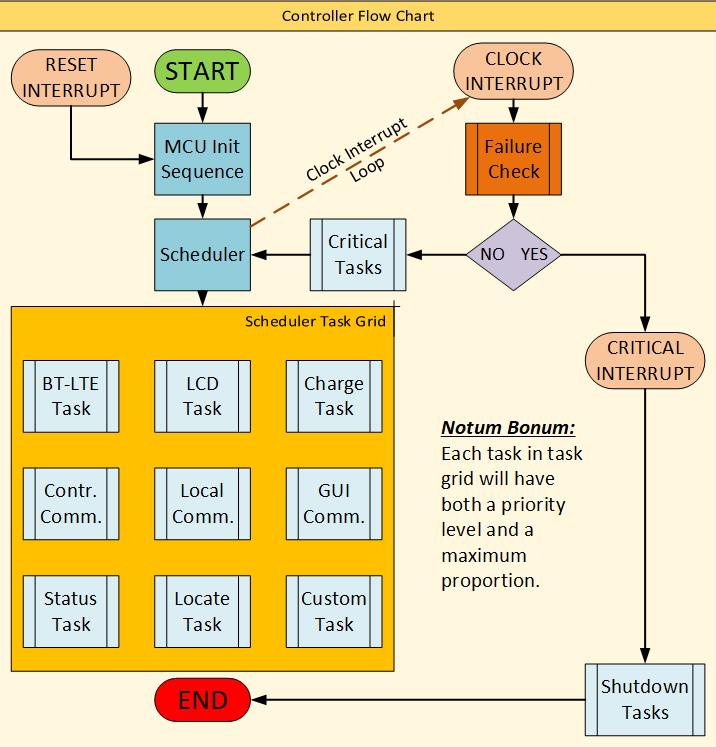 Controller Flow Chart
RESET
INTERRUPT
START
CLOCK
INTERRUPT
MCU Init
Sequence
Clock Interrupt
Loop
Failure
Check
Scheduler
Critical
Tasks
NO YES
Scheduler Task Grid
CRITICAL
INTERRUPT
BT-LTE
Task
LCD
Task
Charge
Task
Contr.
Comm.
Local
Comm.
GUI
Comm.
Status
Task
Locate
Task
Custom
Task
Notum Bonum:
Each task in task
grid will have
both a priority
level and a
maximum
proportion.
Shutdown
Tasks
END